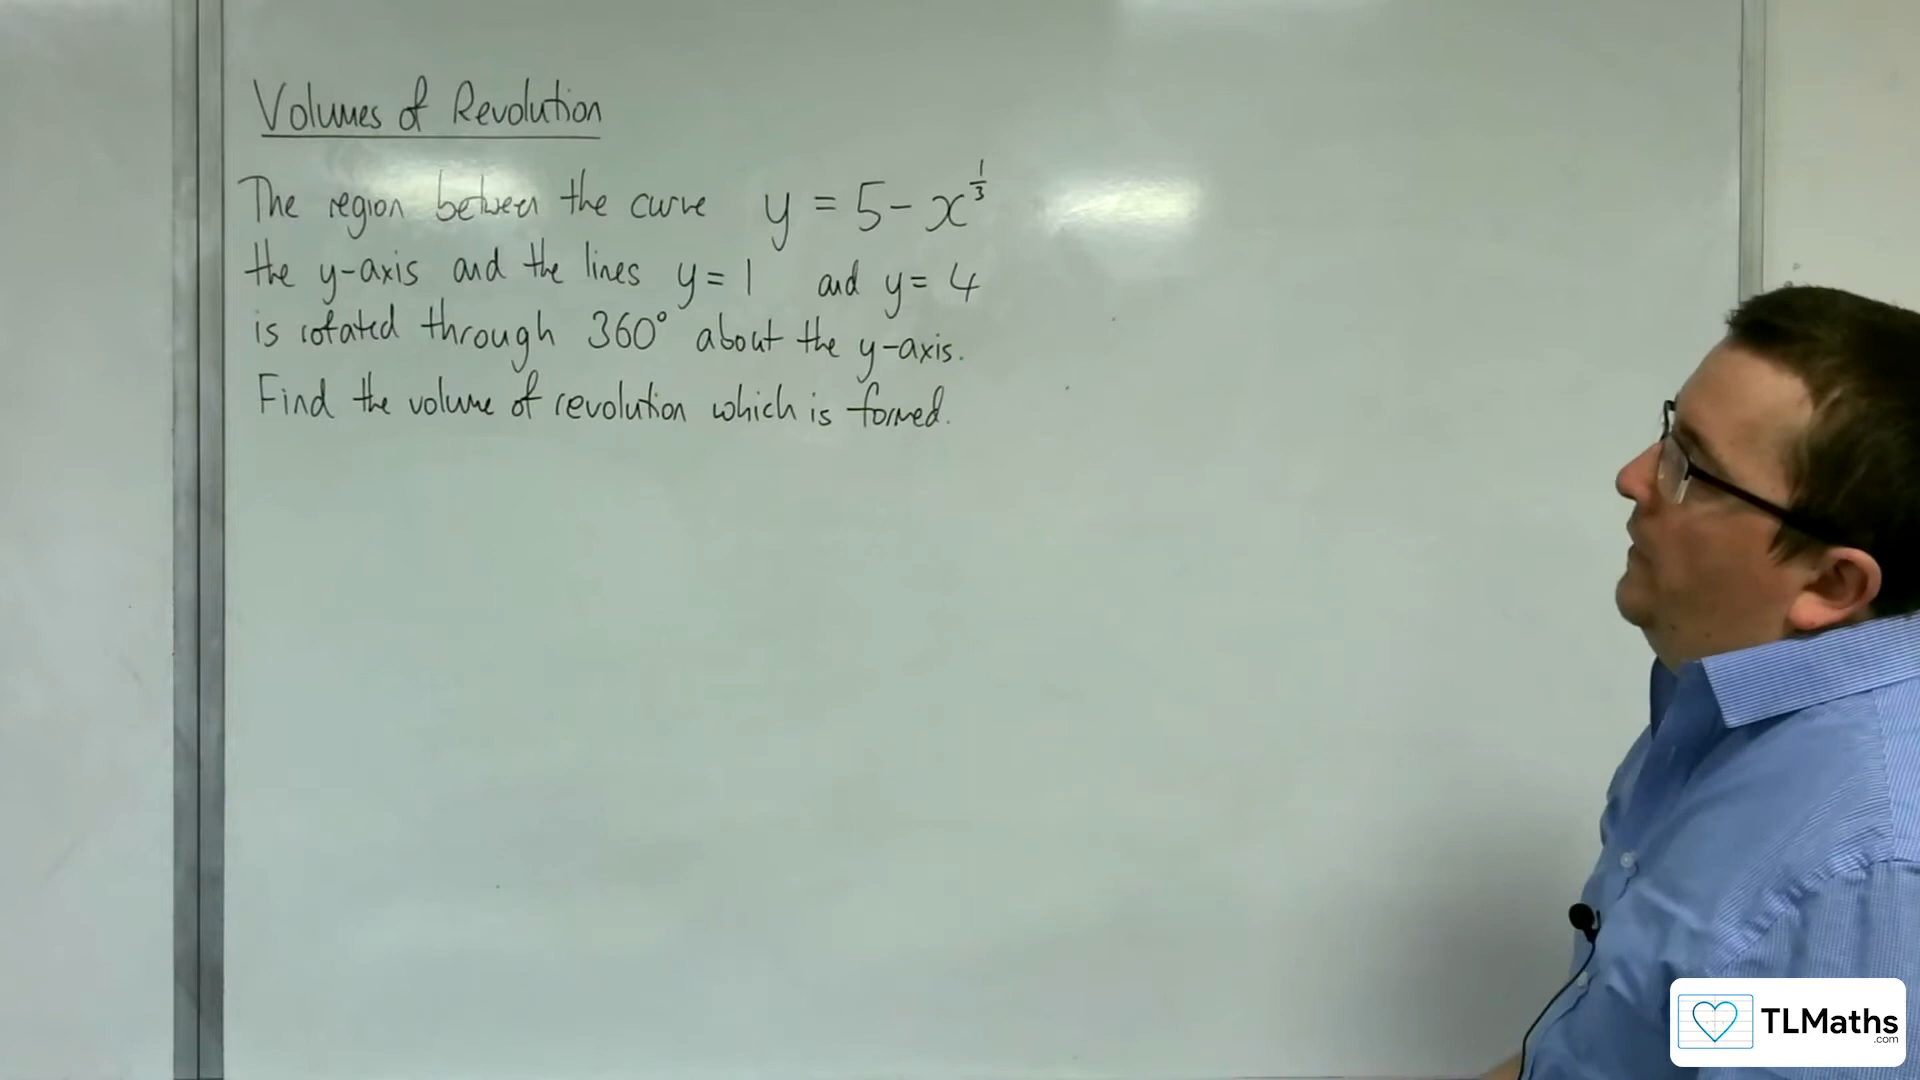 Volumes of Revolution
The region between the curve y = 5 - x^{\frac{1}{3}}
the y-axis and the lines y = 1 and y = 4
is rotated through 360° about the y-axis.
Find the volume of revolution which is formed.
TLMaths
.com